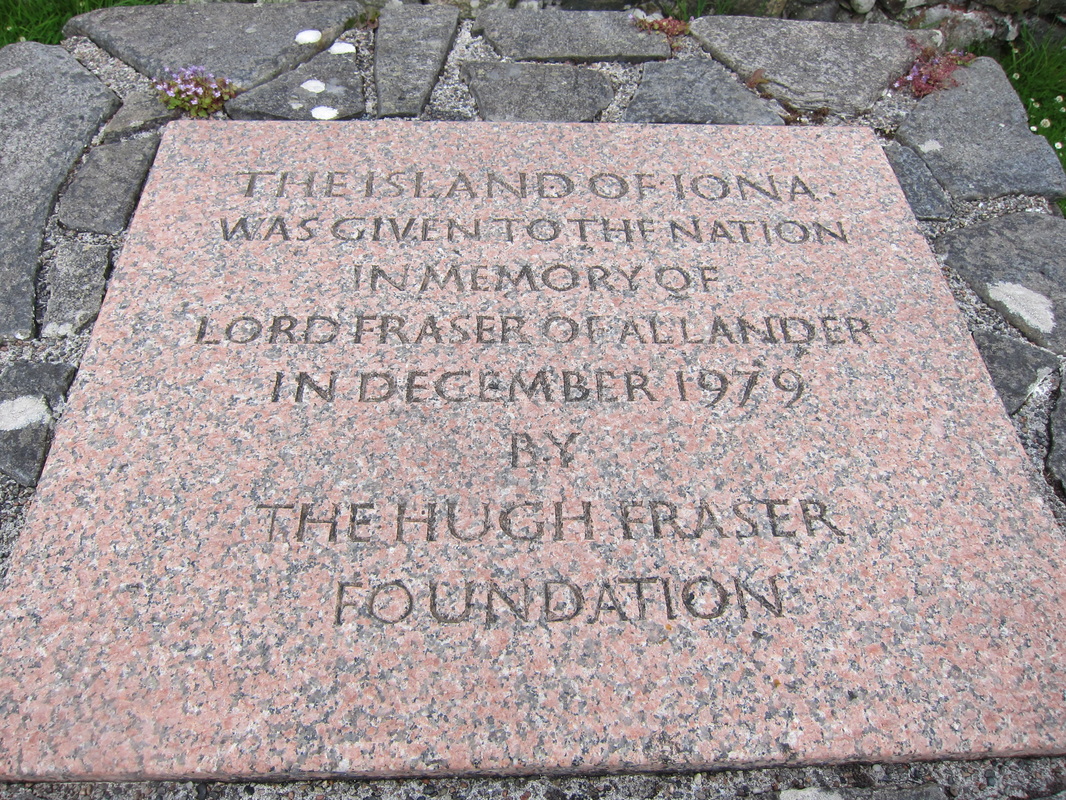 THE ISLAND OF IONA
WAS GIVEN TO THE NATION
IN MEMORY OF
LORD FRASER OF ALLANDER
IN DECEMBER 1979
BY
THE HUGH FRASER
FOUNDATION